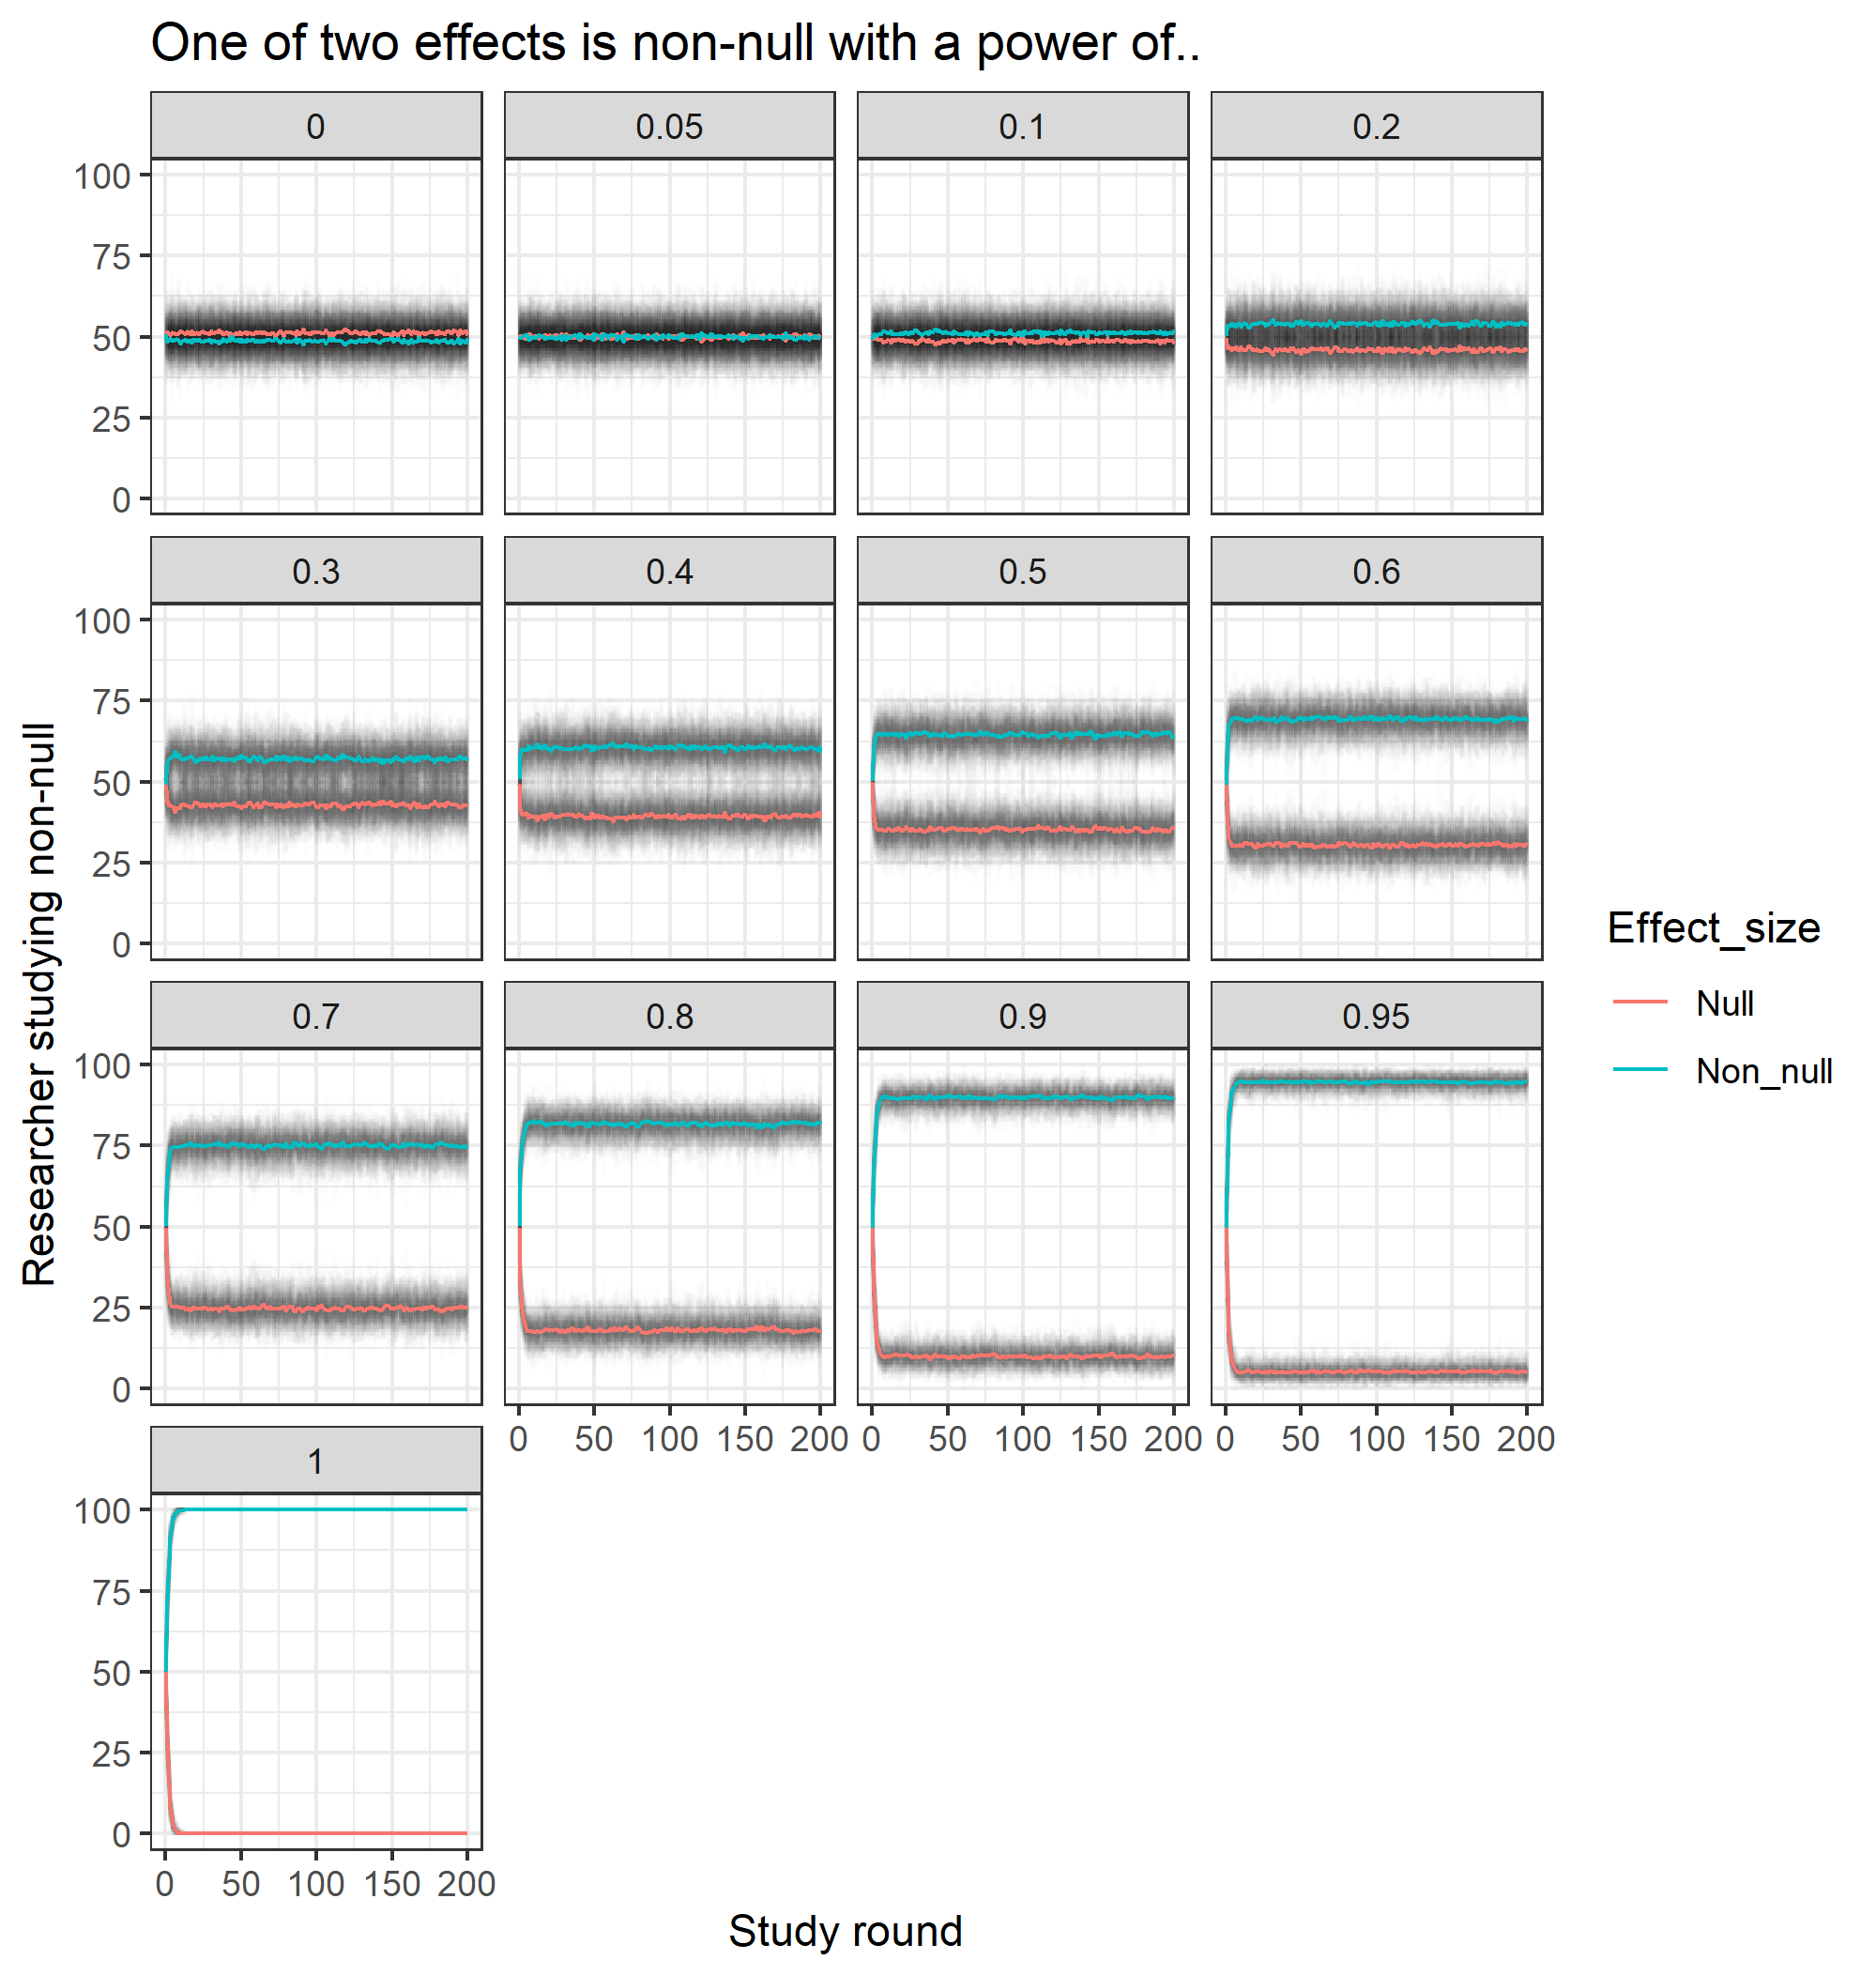 One of two effects is non-null with a power of..
0 0.05 0.1 0.2
100
75
50
25
0
0.3 0.4 0.5 0.6
100
75
50
25
0
0.7 0.8 0.9 0.95
100
75
50
25
0
0 50 100 150 200 0 50 100 150 200 0 50 100 150 200
1
100
75
50
25
0
0 50 100 150 200
Study round
Researcher studying non-null
Effect_size
Null
Non_null